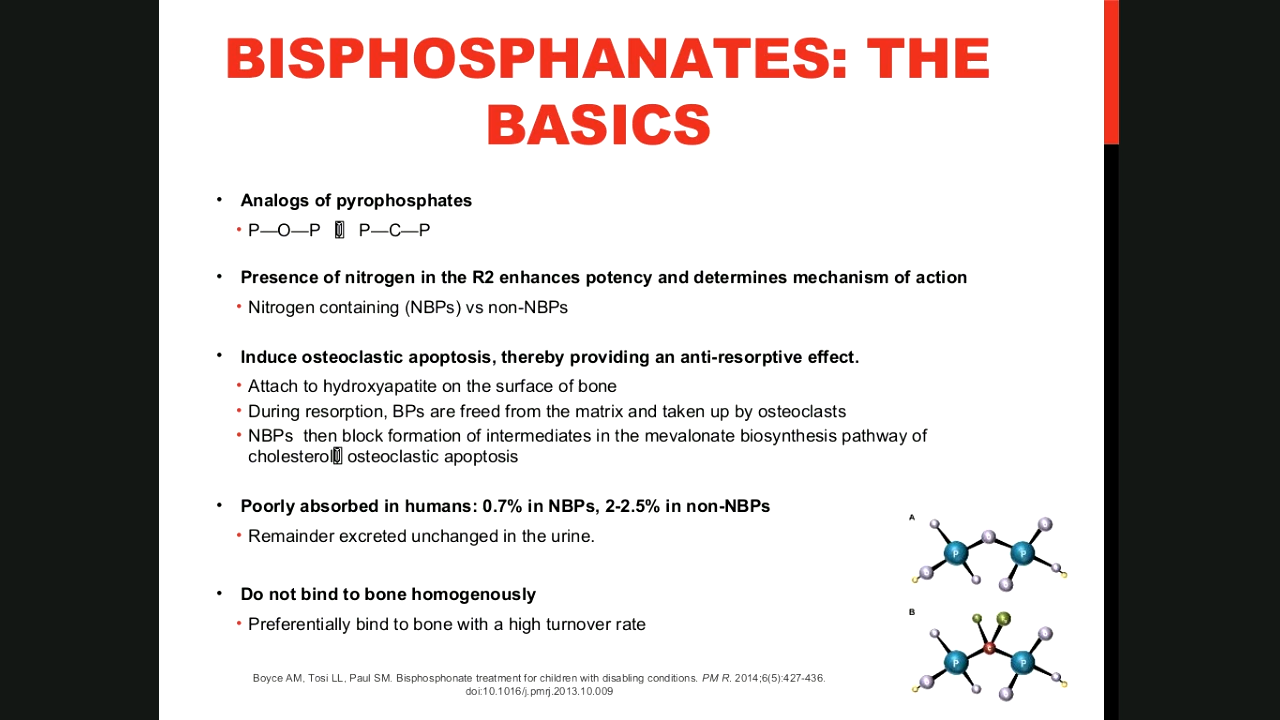 BISPHOSPHANATES: THE
BASICS
• Analogs of pyrophosphates
• P—O—P P—C—P
• Presence of nitrogen in the R2 enhances potency and determines mechanism of action
• Nitrogen containing (NBPs) vs non-NBPs
• Induce osteoclastic apoptosis, thereby providing an anti-resorptive effect.
• Attach to hydroxyapatite on the surface of bone
• During resorption, BPs are freed from the matrix and taken up by osteoclasts
• NBPs then block formation of intermediates in the mevalonate biosynthesis pathway of
cholesterol osteoclastic apoptosis
• Poorly absorbed in humans: 0.7% in NBPs, 2-2.5% in non-NBPs
• Remainder excreted unchanged in the urine.
A
P P
• Do not bind to bone homogenously
• Preferentially bind to bone with a high turnover rate
B
P P
Boyce AM, Tosi LL, Paul SM. Bisphosphonate treatment for children with disabling conditions. PM R. 2014;6(5):427-436.
doi:10.1016/j.pmrj.2013.10.009